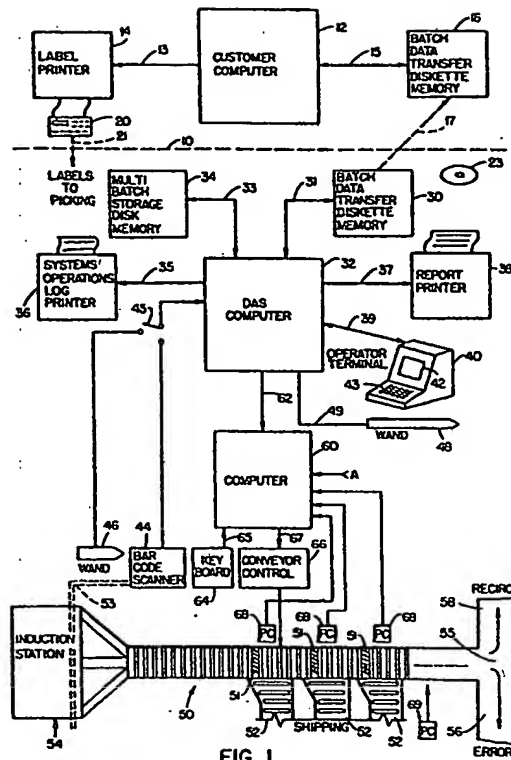 14
LABEL
PRINTER
13
12
CUSTOMER
COMPUTER
15
16
BATCH
DATA
TRANSFER
DISKETTE
MEMORY
20
21
10
17
LABELS
TO PICKING
MULTI
BATCH
STORAGE
DISK
MEMORY
34
33
31
BATCH
DATA
TRANSFER
DISKETTE
MEMORY
30
23
SYSTEMS'
OPERATIONS
LOG
PRINTER
36
35
32
DAS
COMPUTER
37
REPORT
PRINTER
38
45
39
OPERATOR
TERMINAL
40
42
43
62
49
WAND
48
60
COMPUTER
A
46
WAND
44
BAR
CODE
SCANNER
65
KEY
BOARD
64
67
CONVEYOR
CONTROL
66
53
68
PC
51
68
PC
51
PC
68
58
RECIRC
INDUCTION
STATION
54
50
51
55
52
SHIPPING
52
52
PC
69
56
ERROR
FIG. 1